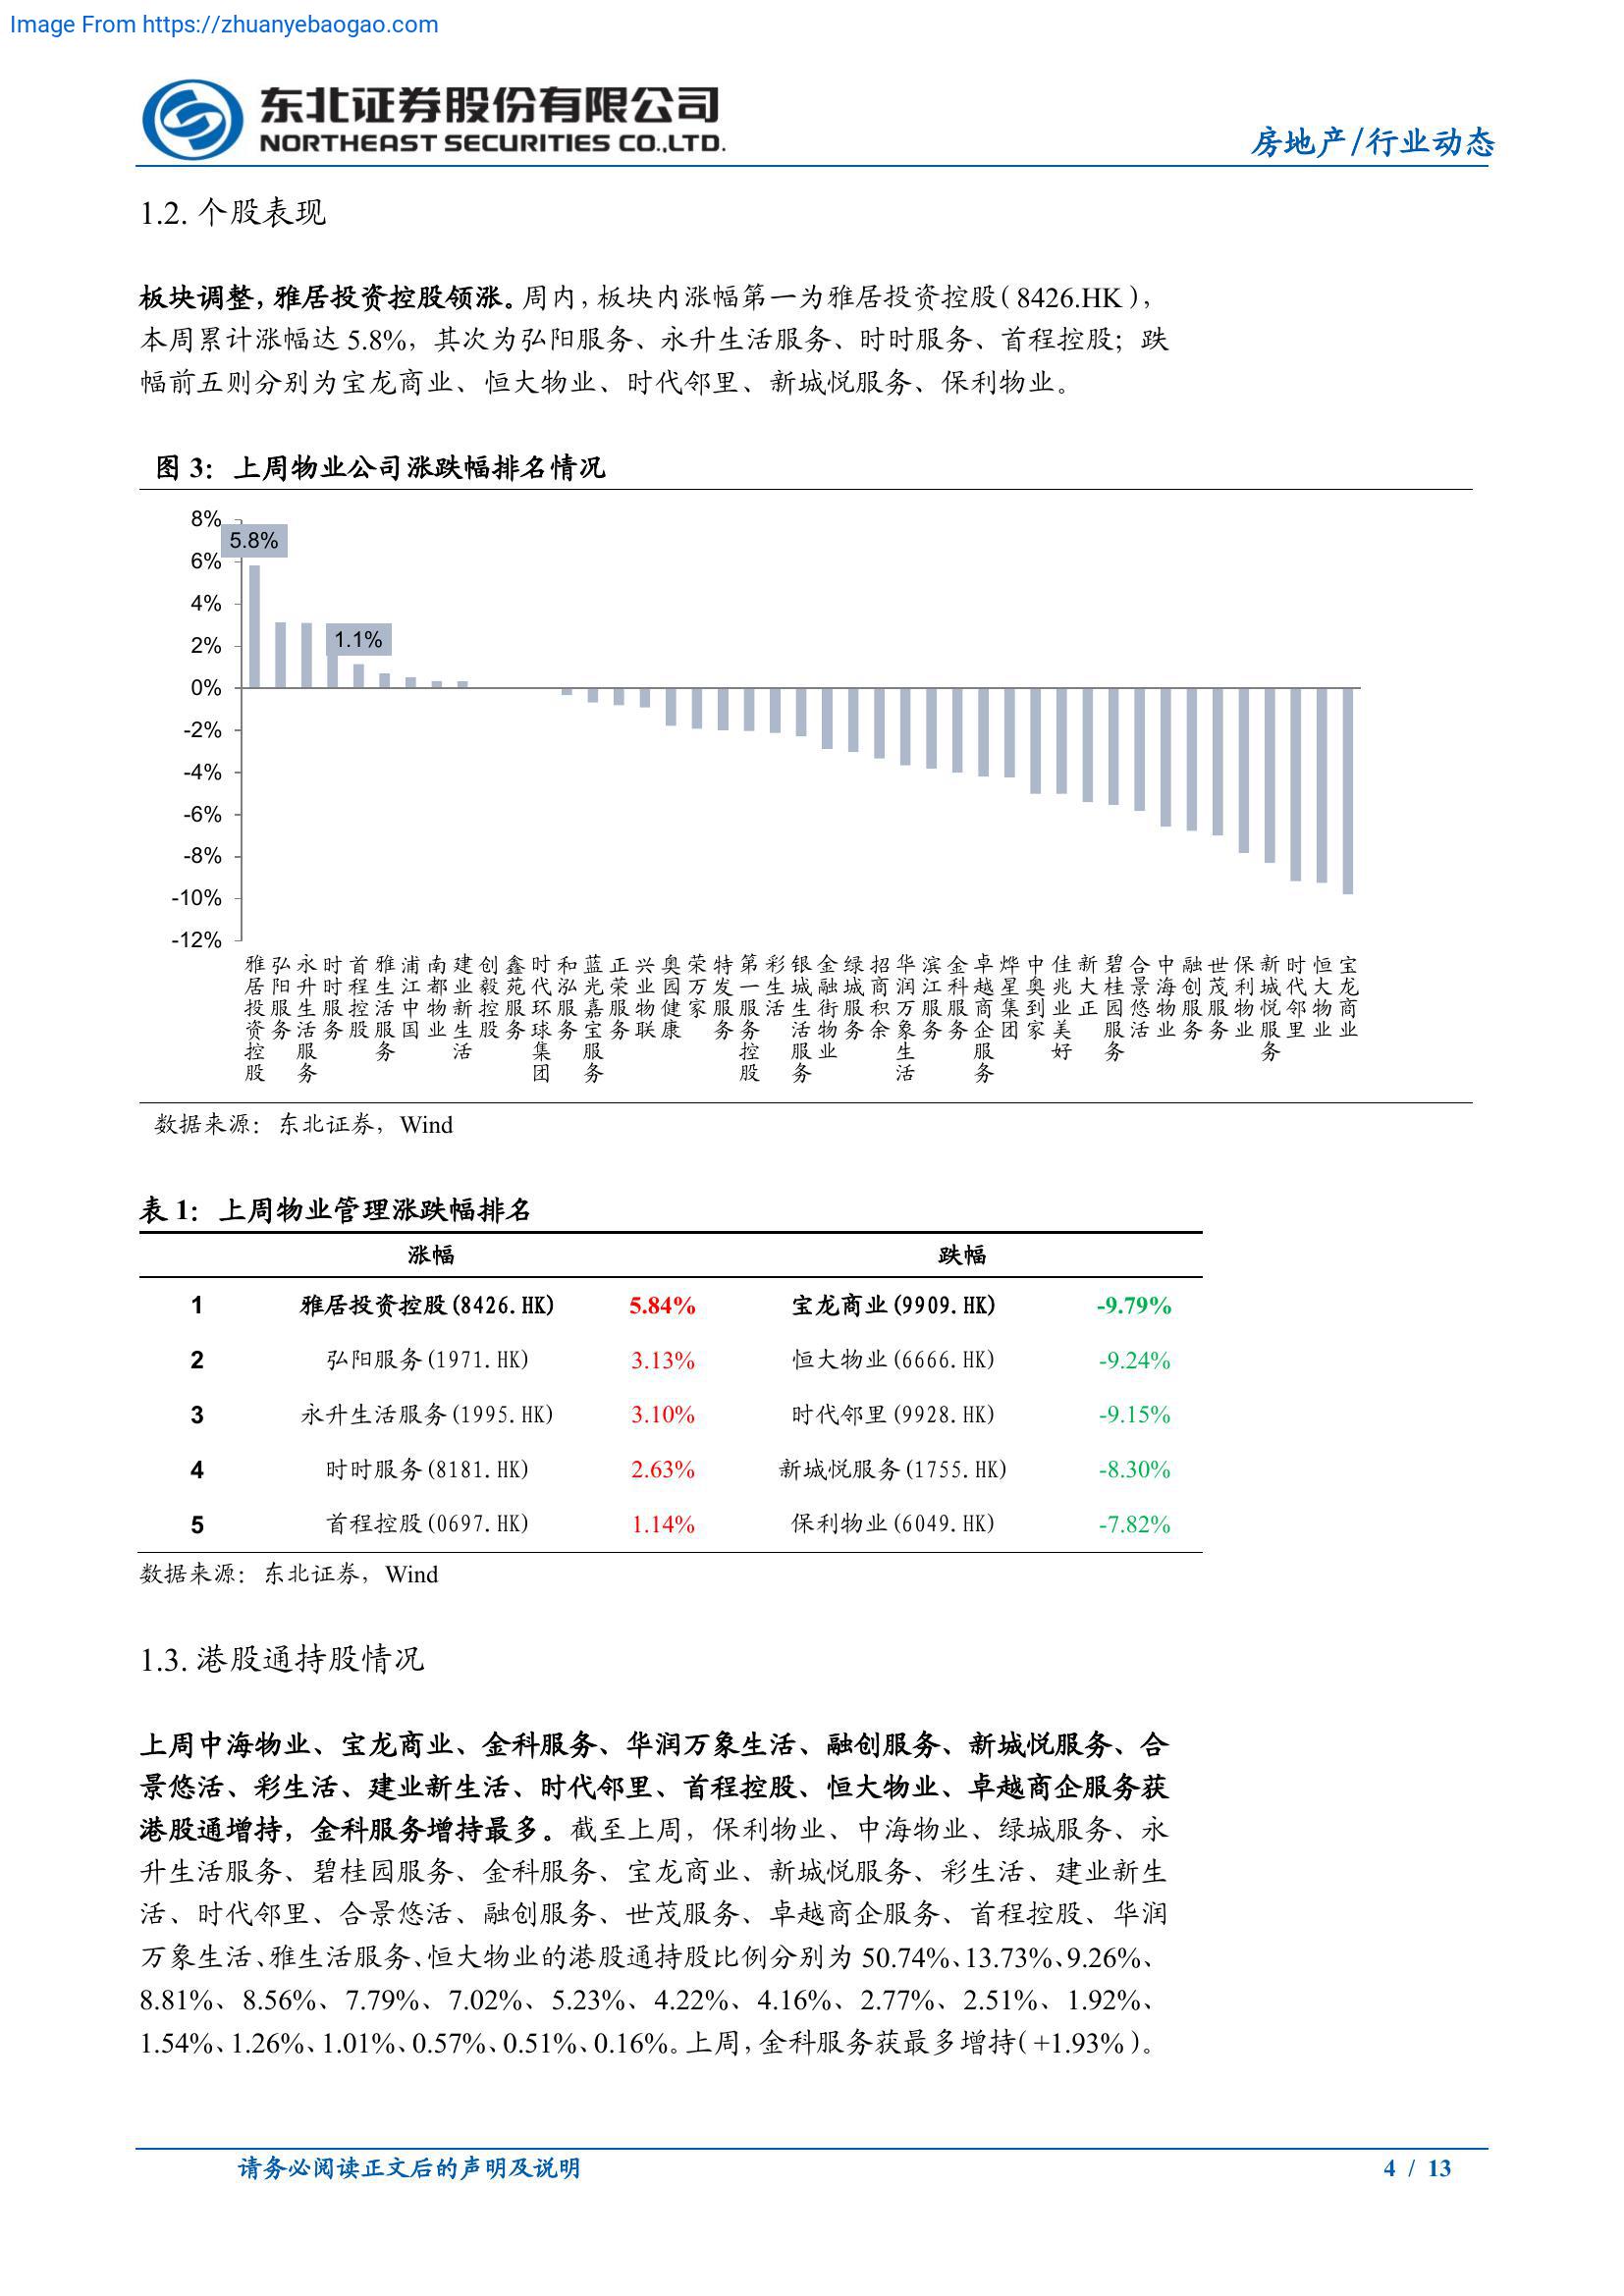 Image From https://zhuanyebaogao.com
东北证券股份有限公司
NORTHEAST SECURITIES CO.,LTD.
房地产/行业动态
1.2. 个股表现
板块调整，雅居投资控股领涨。周内，板块内涨幅第一为雅居投资控股（8426.HK），
本周累计涨幅达 5.8%，其次为弘阳服务、永升生活服务、时时服务、首程控股；跌
幅前五则分别为宝龙商业、恒大物业、时代邻里、新城悦服务、保利物业。
图 3：上周物业公司涨跌幅排名情况
8%
6%
4%
2%
0%
-2%
-4%
-6%
-8%
-10%
-12%
5.8%
1.1%
雅居投资控股
弘阳服务
永升生活服务
时时服务
首程控股
雅生活服务
浦江中国
南都物业
建业新生活
创毅控股
鑫苑服务
时代环球集团
和泓服务
蓝光嘉宝服务
正荣服务
兴业物联
奥园健康
荣万家
特发服务
第一服务控股
彩生活
银城生活服务
金融街物业
绿城服务
招商积余
华润万象生活
滨江服务
金科服务
卓越商企服务
烨星集团
中奥到家
佳兆业美好
新大正
碧桂园服务
合景悠活
中海物业
融创服务
世茂服务
保利物业
新城悦服务
时代邻里
恒大物业
宝龙商业
数据来源：东北证券，Wind
表 1：上周物业管理涨跌幅排名
涨幅 跌幅
1 雅居投资控股(8426.HK) 5.84% 宝龙商业(9909.HK) -9.79%
2 弘阳服务(1971.HK) 3.13% 恒大物业(6666.HK) -9.24%
3 永升生活服务(1995.HK) 3.10% 时代邻里(9928.HK) -9.15%
4 时时服务(8181.HK) 2.63% 新城悦服务(1755.HK) -8.30%
5 首程控股(0697.HK) 1.14% 保利物业(6049.HK) -7.82%
数据来源：东北证券，Wind
1.3. 港股通持股情况
上周中海物业、宝龙商业、金科服务、华润万象生活、融创服务、新城悦服务、合
景悠活、彩生活、建业新生活、时代邻里、首程控股、恒大物业、卓越商企服务获
港股通增持，金科服务增持最多。截至上周，保利物业、中海物业、绿城服务、永
升生活服务、碧桂园服务、金科服务、宝龙商业、新城悦服务、彩生活、建业新生
活、时代邻里、合景悠活、融创服务、世茂服务、卓越商企服务、首程控股、华润
万象生活、雅生活服务、恒大物业的港股通持股比例分别为 50.74%、13.73%、9.26%、
8.81%、8.56%、7.79%、7.02%、5.23%、4.22%、4.16%、2.77%、2.51%、1.92%、
1.54%、1.26%、1.01%、0.57%、0.51%、0.16%。上周，金科服务获最多增持（+1.93%）。
请务必阅读正文后的声明及说明
4 / 13